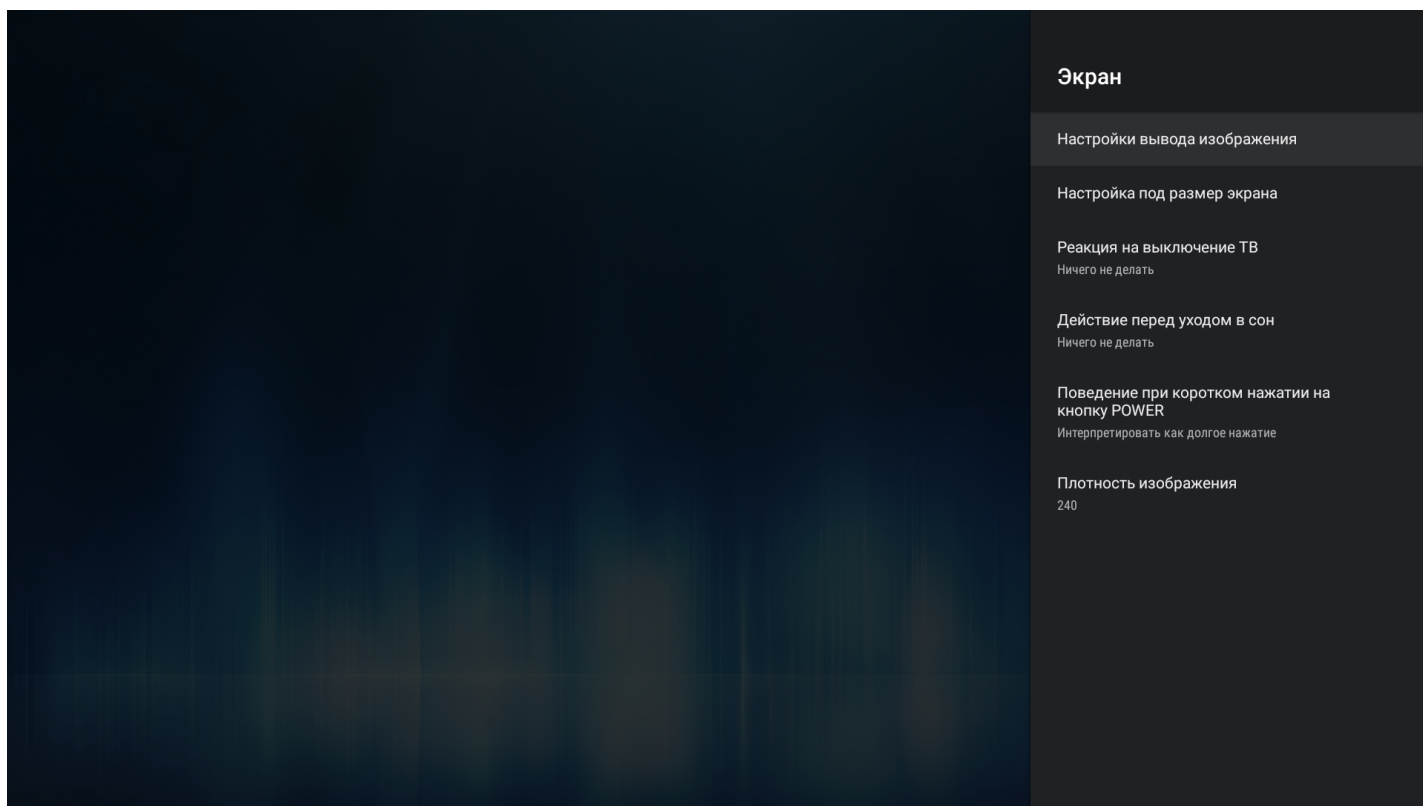 Экран
Настройки вывода изображения
Настройка под размер экрана
Реакция на выключение ТВ
Ничего не делать
Действие перед уходом в сон
Ничего не делать
Поведение при коротком нажатии на
кнопку POWER
Интерпретировать как долгое нажатие
Плотность изображения
240